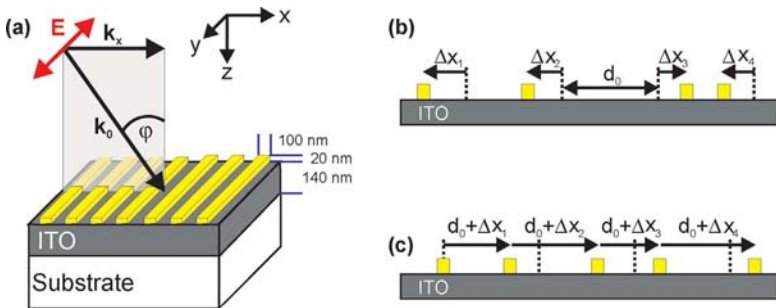 (a)
E
kₓ
x
y
z
k₀
φ
100 nm
20 nm
140 nm
ITO
Substrate
(b)
Δx₁
Δx₂
d₀
Δx₃
Δx₄
ITO
(c)
d₀+Δx₁ d₀+Δx₂ d₀+Δx₃ d₀+Δx₄
ITO